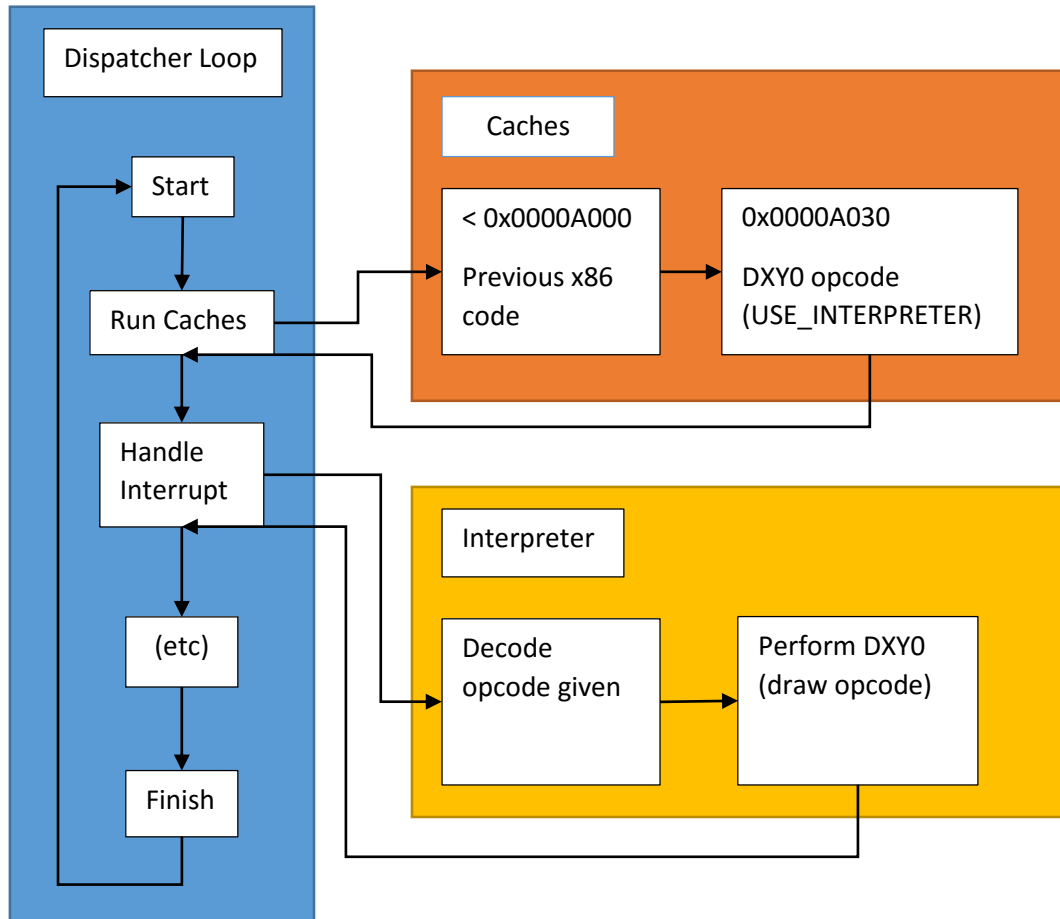 Dispatcher Loop
Start
Run Caches
Handle
Interrupt
(etc)
Finish
Caches
< 0x0000A000
Previous x86
code
0x0000A030
DXY0 opcode
(USE_INTERPRETER)
Interpreter
Decode
opcode given
Perform DXY0
(draw opcode)